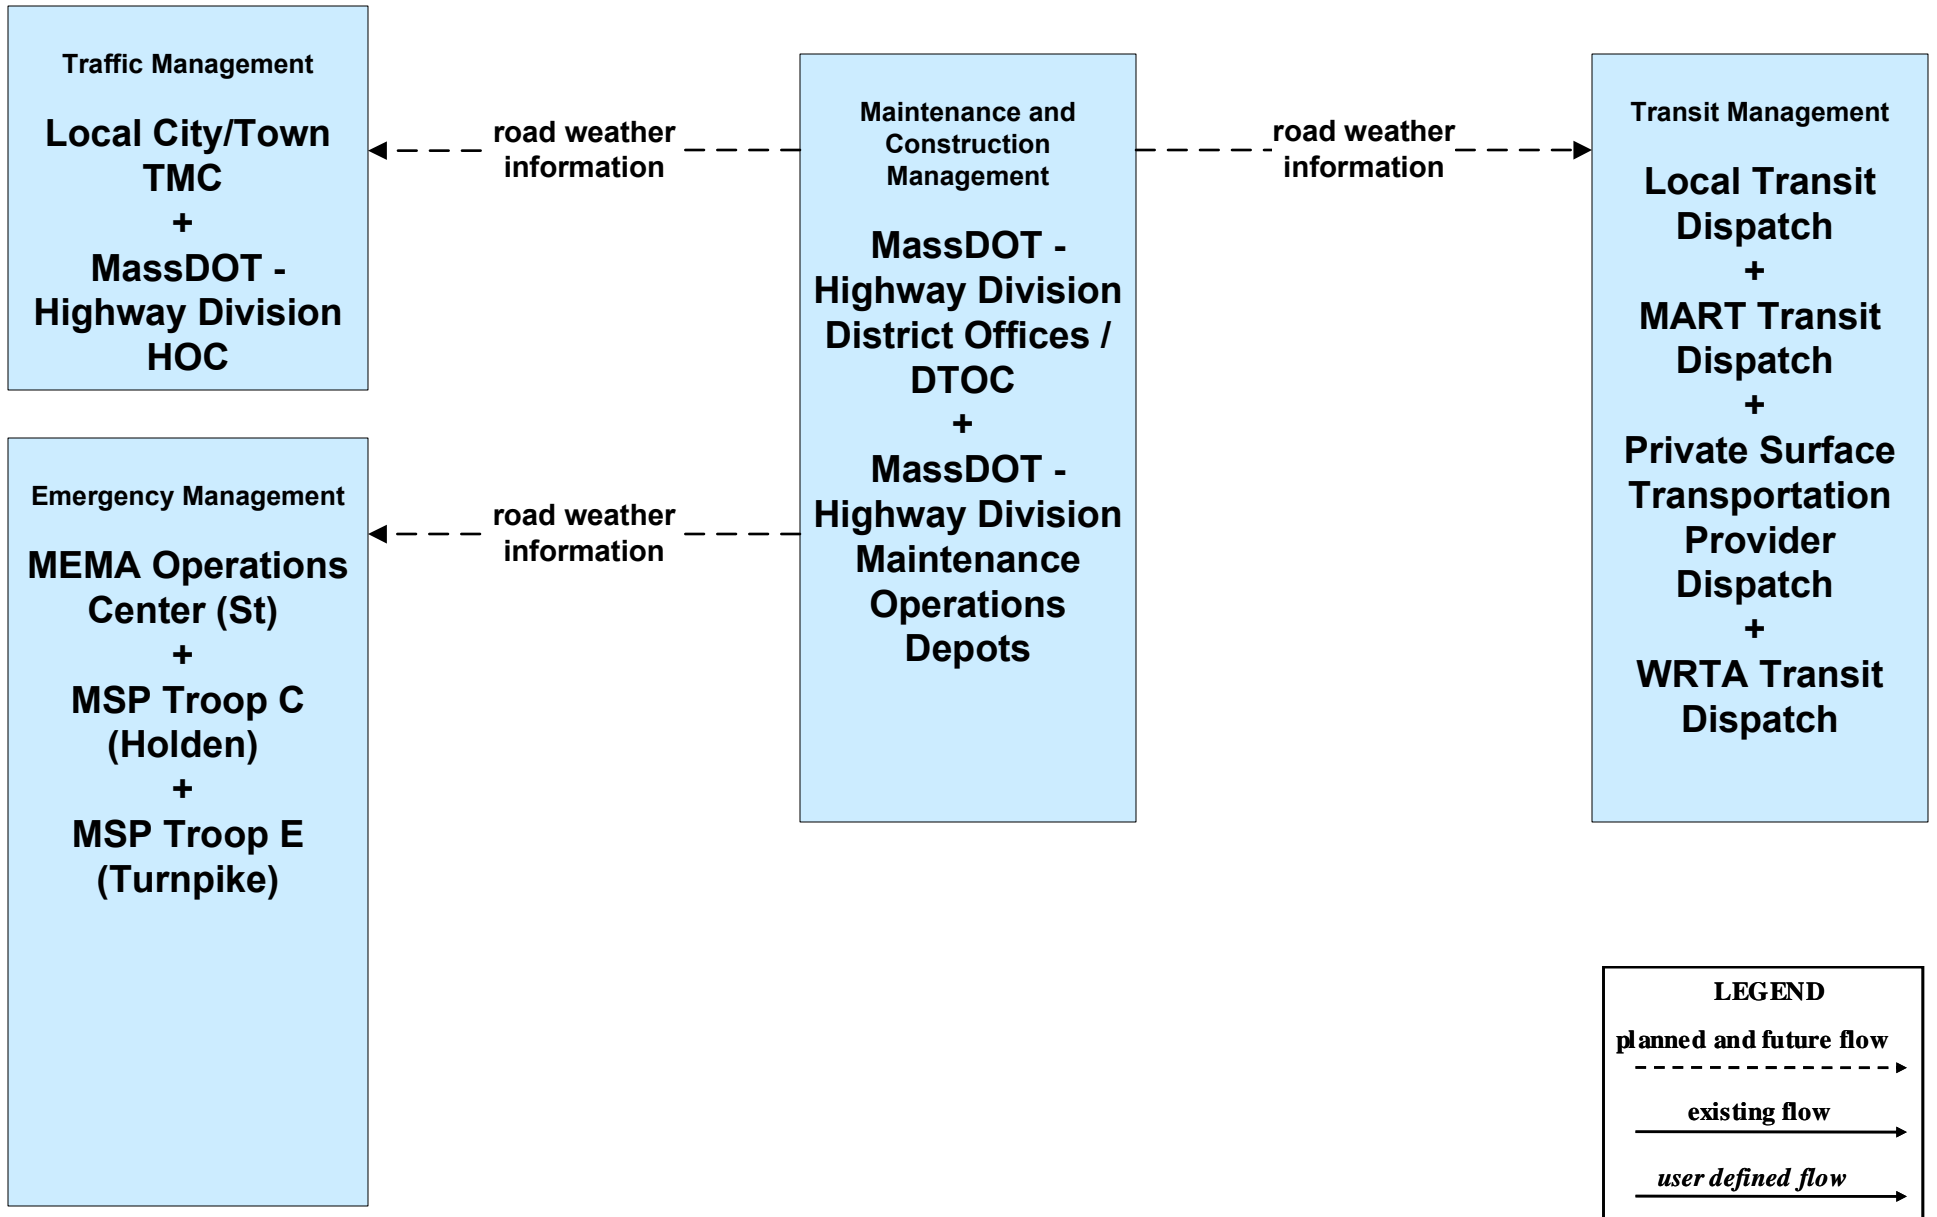 Traffic Management
Local City/Town
TMC
+
MassDOT -
Highway Division
HOC
Emergency Management
MEMA Operations
Center (St)
+
MSP Troop C
(Holden)
+
MSP Troop E
(Turnpike)
road weather
information
road weather
information
Maintenance and
Construction
Management
MassDOT -
Highway Division
District Offices /
DTOC
+
MassDOT -
Highway Division
Maintenance
Operations
Depots
road weather
information
Transit Management
Local Transit
Dispatch
+
MART Transit
Dispatch
+
Private Surface
Transportation
Provider
Dispatch
+
WRTA Transit
Dispatch
LEGEND
planned and future flow
existing flow
user defined flow